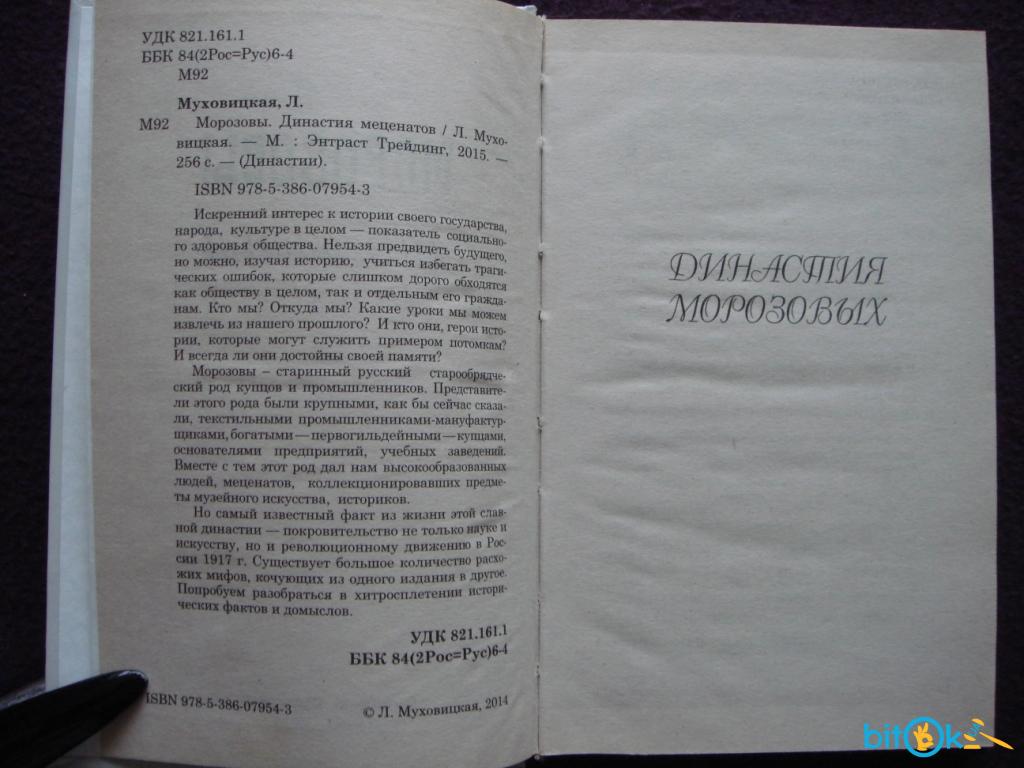 УДК 821.161.1
ББК 84(2Рос=Рус)6-4
М92
Муховицкая, Л.
М92 Морозовы. Династия меценатов / Л. Мухо-
вицкая. — М. : Энтраст Трейдинг, 2015. —
256 с. — (Династии).
ISBN 978-5-386-07954-3
Искренний интерес к истории своего государства,
народа, культуре в целом — показатель социально-
го здоровья общества. Нельзя предвидеть будущего,
но можно, изучая историю, учиться избегать траги-
ческих ошибок, которые слишком дорого обходятся
как обществу в целом, так и отдельным его гражда-
нам. Кто мы? Откуда мы? Какие уроки мы можем
извлечь из нашего прошлого? И кто они, герои исто-
рии, которые могут служить примером потомкам?
И всегда ли они достойны своей памяти?
Морозовы – старинный русский старообрядче-
ский род купцов и промышленников. Представите-
ли этого рода были крупными, как бы сейчас сказа-
ли, текстильными промышленниками-мануфактур-
щиками, богатыми — первогильдейными — купцами,
основателями предприятий, учебных заведений.
Вместе с тем этот род дал нам высокообразованных
людей, меценатов, коллекционировавших предме-
ты музейного искусства, историков.
Но самый известный факт из жизни этой слав-
ной династии — покровительство не только науке и
искусству, но и революционному движению в Рос-
сии 1917 г. Существует большое количество расхо-
жих мифов, кочующих из одного издания в другое.
Попробуем разобраться в хитросплетении истори-
ческих фактов и домыслов.
УДК 821.161.1
ББК 84(2Рос=Рус)6-4
ISBN 978-5-386-07954-3
© Л. Муховицкая, 2014
ДИНАСТИЯ
МОРОЗОВЫХ
bitOk